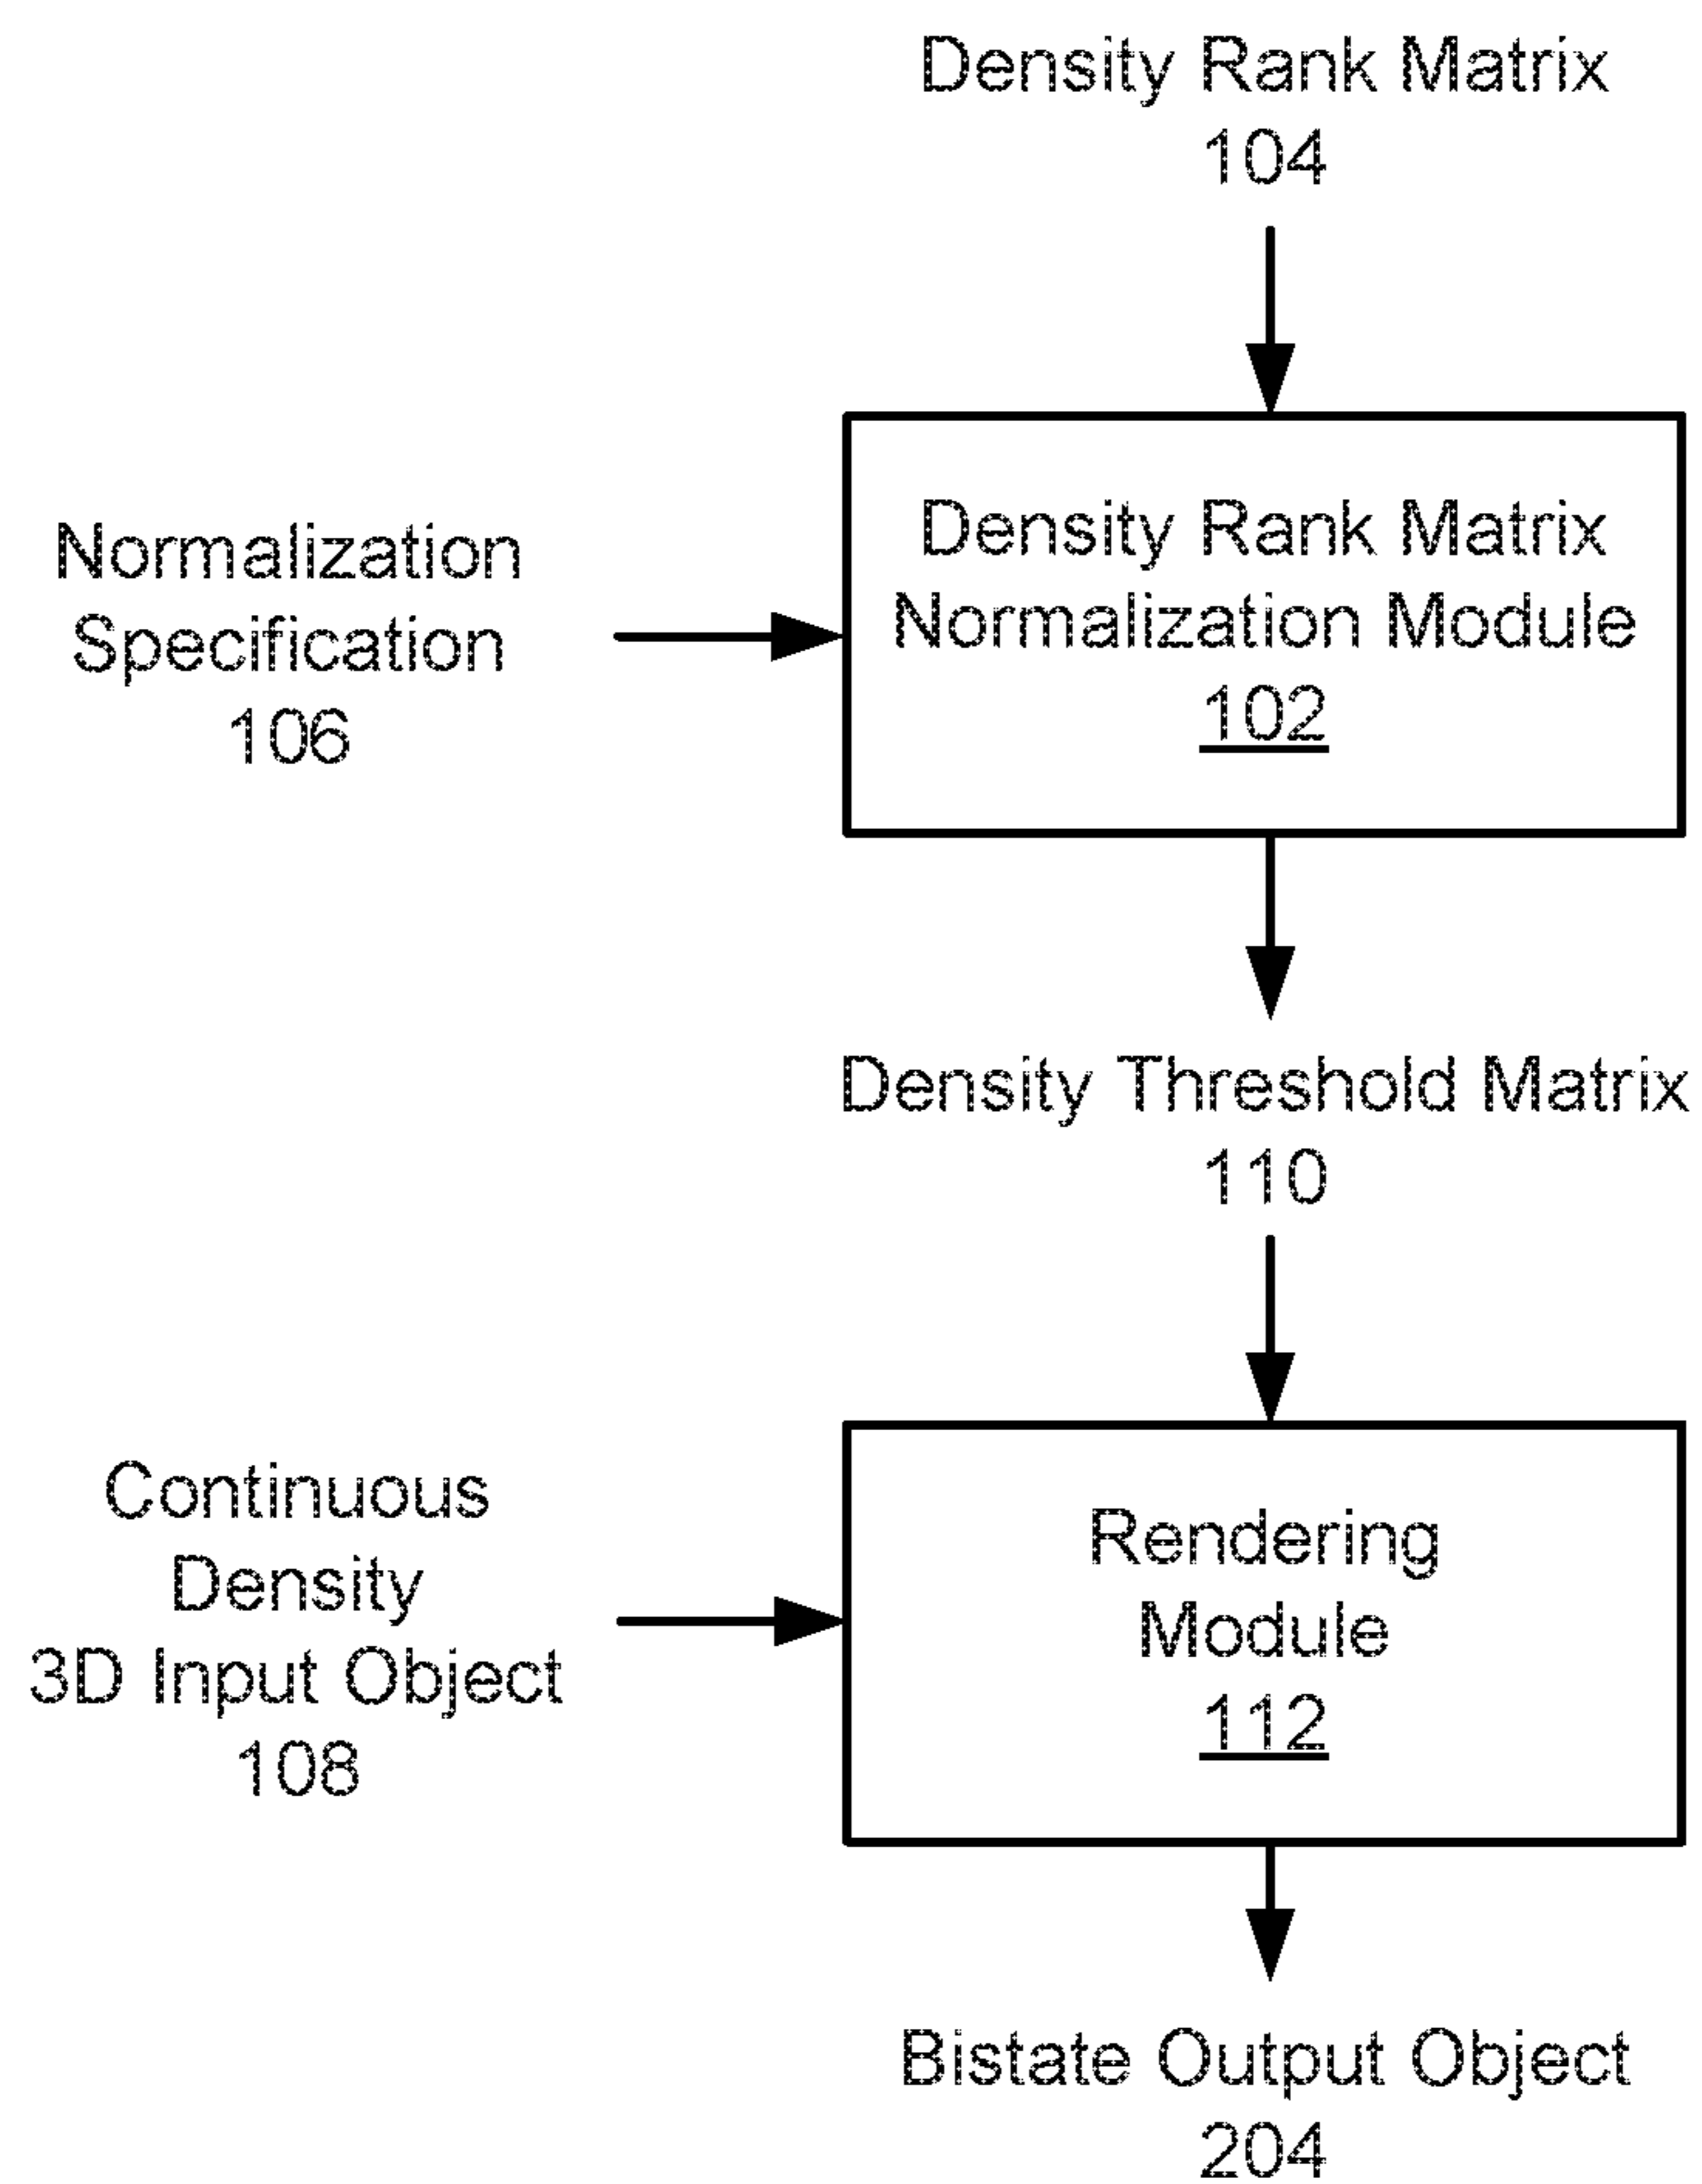 Density Rank Matrix
104
Normalization
Specification
106
Density Rank Matrix
Normalization Module
102
Density Threshold Matrix
110
Continuous
Density
3D Input Object
108
Rendering
Module
112
Bistate Output Object
204